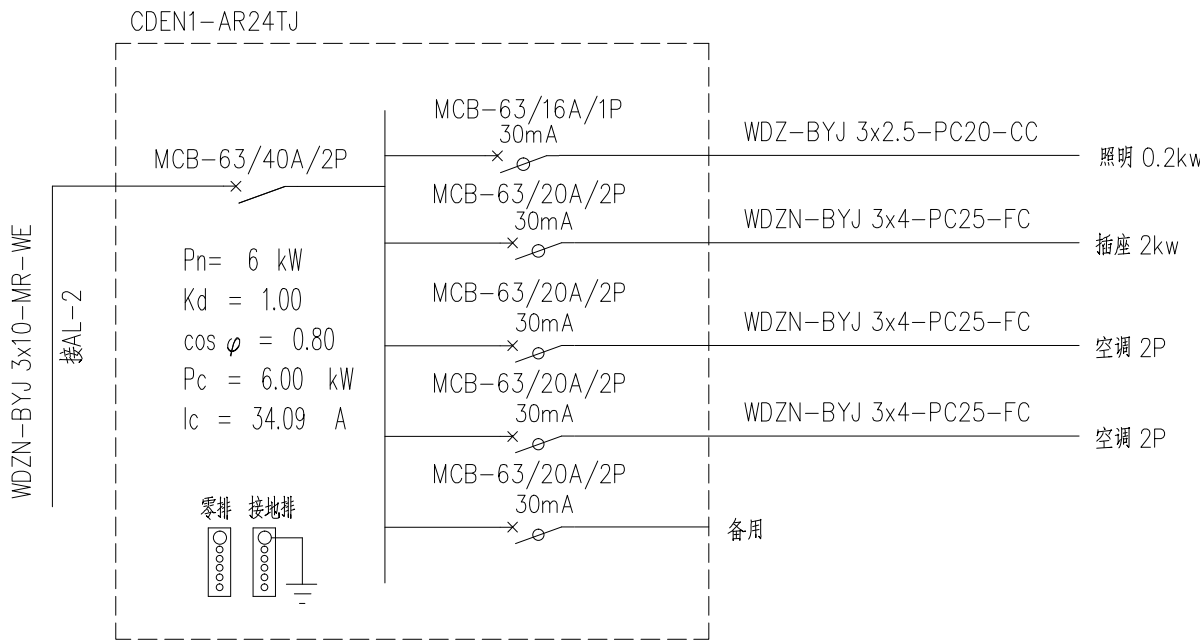 CDEN1-AR24TJ
MCB-63/40A/2P
WDZN-BYJ 3x10-MR-WE
接AL-2
Pn= 6 kW
Kd = 1.00
cos φ = 0.80
Pc = 6.00 kW
Ic = 34.09 A
零排 接地排
MCB-63/16A/1P
30mA
WDZ-BYJ 3x2.5-PC20-CC
照明 0.2kw
MCB-63/20A/2P
30mA
WDZN-BYJ 3x4-PC25-FC
插座 2kw
MCB-63/20A/2P
30mA
WDZN-BYJ 3x4-PC25-FC
空调 2P
MCB-63/20A/2P
30mA
WDZN-BYJ 3x4-PC25-FC
空调 2P
MCB-63/20A/2P
30mA
备用